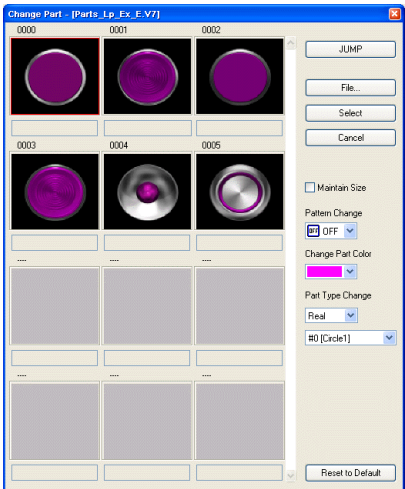 Change Part - [Parts_Lp_Ex_E.V7]
0000 0001 0002
JUMP
File...
Select
Cancel
0003 0004 0005
Maintain Size
Pattern Change
OFF OFF
Change Part Color
---- ---- ----
Part Type Change
Real
#0 [Circle1]
---- ---- ----
Reset to Default